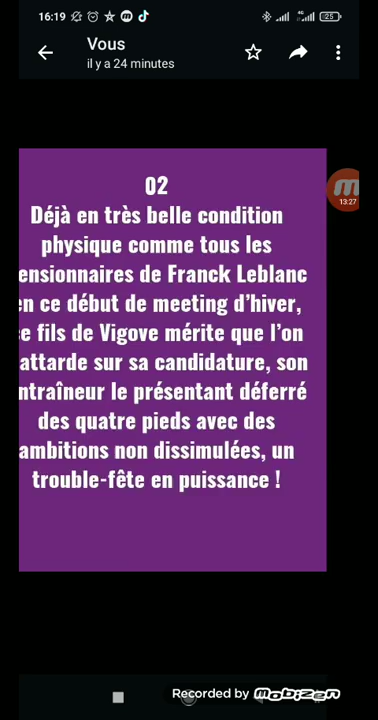 16:19
4G
25
Vous
il y a 24 minutes
13:27
02
Déjà en très belle condition
physique comme tous les
ensionnaires de Franck Leblanc
n ce début de meeting d'hiver,
e fils de Vigove mérite que l'on
attarde sur sa candidature, son
ntraîneur le présentant déferré
des quatre pieds avec des
ambitions non dissimulées, un
trouble-fête en puissance !
Recorded by Mobizen